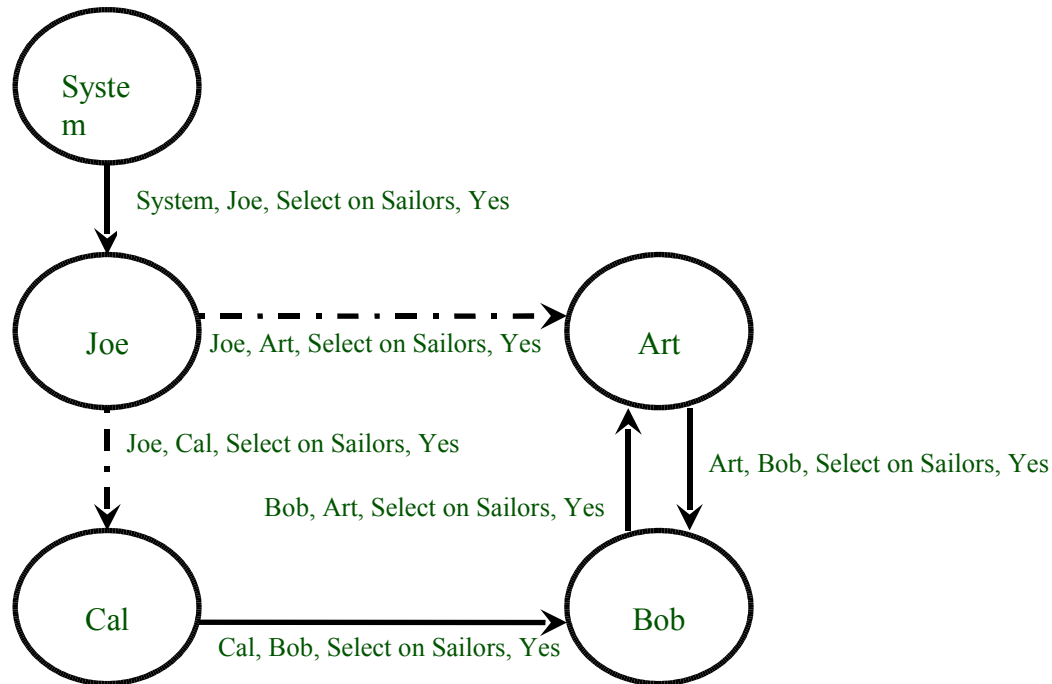 Syste
m
System, Joe, Select on Sailors, Yes
Joe
Joe, Art, Select on Sailors, Yes
Art
Joe, Cal, Select on Sailors, Yes
Art, Bob, Select on Sailors, Yes
Bob, Art, Select on Sailors, Yes
Cal
Cal, Bob, Select on Sailors, Yes
Bob